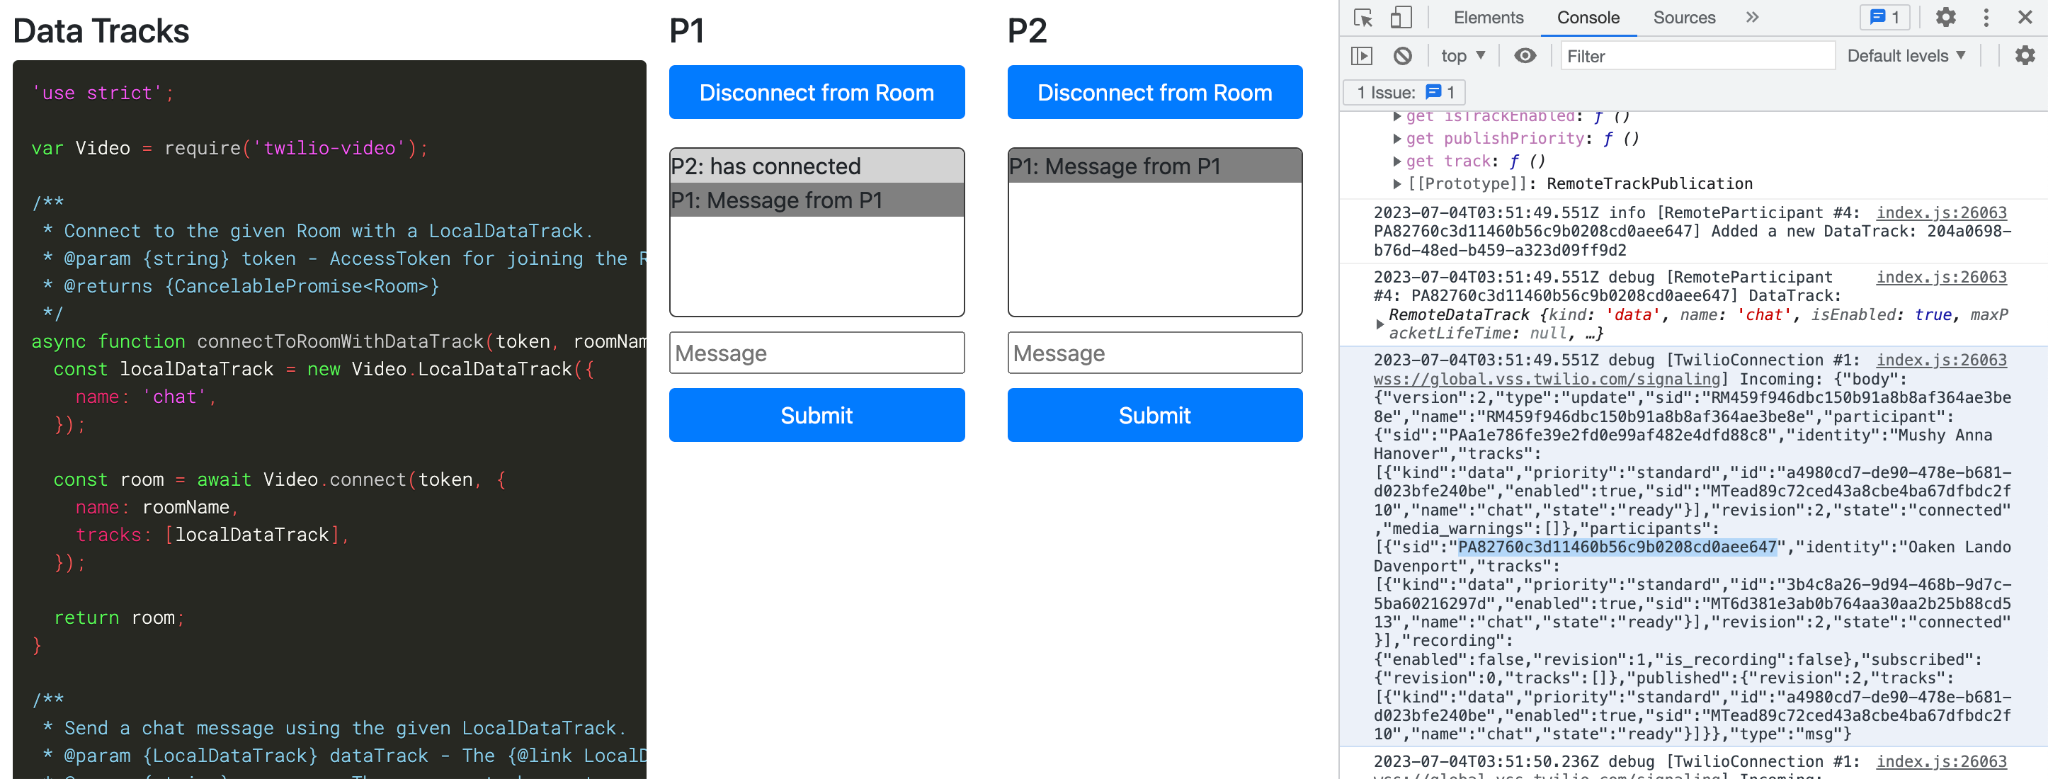 Data Tracks
'use strict';
var Video = require('twilio-video');
/**
* Connect to the given Room with a LocalDataTrack.
* @param {string} token - AccessToken for joining the R
* @returns {CancelablePromise<Room>}
*/
async function connectToRoomWithDataTrack(token, roomNam
const localDataTrack = new Video.LocalDataTrack({
name: 'chat',
});
const room = await Video.connect(token, {
name: roomName,
tracks: [localDataTrack],
});
return room;
}
/**
* Send a chat message using the given LocalDataTrack.
* @param {LocalDataTrack} dataTrack - The {@link LocalD
P1
Disconnect from Room
P2: has connected
P1: Message from P1
Message
Submit
P2
Disconnect from Room
P1: Message from P1
Message
Submit
Elements Console Sources » 1
top ▼ Filter Default levels ▼
1 Issue: 1
get isTrackEnabled: ƒ ()
get publishPriority: ƒ ()
get track: ƒ ()
[[Prototype]]: RemoteTrackPublication
2023-07-04T03:51:49.551Z info [RemoteParticipant #4: index.js:26063
PA82760c3d11460b56c9b0208cd0aee647] Added a new DataTrack: 204a0698-
b76d-48ed-b459-a323d09ff9d2
2023-07-04T03:51:49.551Z debug [RemoteParticipant index.js:26063
#4: PA82760c3d11460b56c9b0208cd0aee647] DataTrack:
RemoteDataTrack {kind: 'data', name: 'chat', isEnabled: true, maxP
acketLifeTime: null, …}
2023-07-04T03:51:49.551Z debug [TwilioConnection #1: index.js:26063
wss://global.vss.twilio.com/signaling] Incoming: {"body":
{"version":2,"type":"update","sid":"RM459f946dbc150b91a8b8af364ae3be
8e","name":"RM459f946dbc150b91a8b8af364ae3be8e","participant":
{"sid":"PAa1e786fe39e2fd0e99af482e4dfd88c8","identity":"Mushy Anna
Hanover","tracks":
[{"kind":"data","priority":"standard","id":"a4980cd7-de90-478e-b681-
d023bfe240be","enabled":true,"sid":"MTead89c72ced43a8cbe4ba67dfbdc2f
10","name":"chat","state":"ready"}],"revision":2,"state":"connected"
,"media_warnings":[]},"participants":
[{"sid":"PA82760c3d11460b56c9b0208cd0aee647","identity":"Oaken Lando
Davenport","tracks":
[{"kind":"data","priority":"standard","id":"3b4c8a26-9d94-468b-9d7c-
5ba60216297d","enabled":true,"sid":"MT6d381e3ab0b764aa30aa2b25b88cd5
13","name":"chat","state":"ready"}],"revision":2,"state":"connected"
}],"recording":
{"enabled":false,"revision":1,"is_recording":false},"subscribed":
{"revision":0,"tracks":[]},"published":{"revision":2,"tracks":
[{"kind":"data","priority":"standard","id":"a4980cd7-de90-478e-b681-
d023bfe240be","enabled":true,"sid":"MTead89c72ced43a8cbe4ba67dfbdc2f
10","name":"chat","state":"ready"}]}},"type":"msg"}
2023-07-04T03:51:50.236Z debug [TwilioConnection #1: index.js:26063